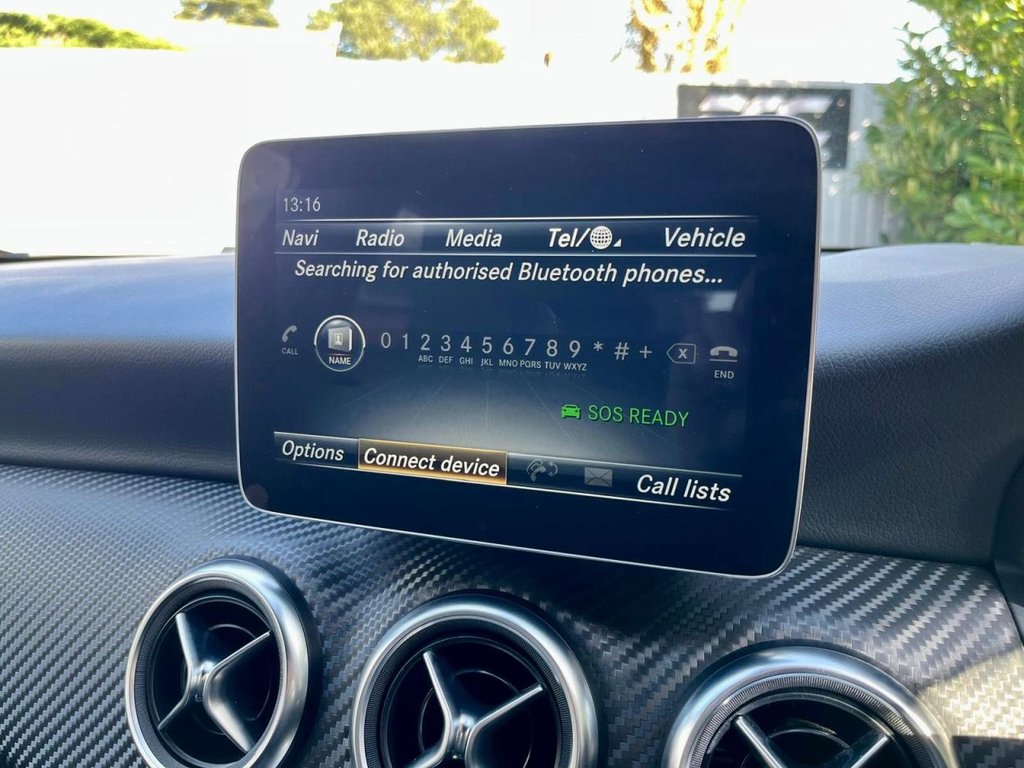 13:16
Navi Radio Media Tel/ Vehicle
Searching for authorised Bluetooth phones...
CALL NAME 0 1 2 3 4 5 6 7 8 9 * # + X END
ABC DEF GHI JKL MNO PQRS TUV WXYZ
SOS READY
Options Connect device Call lists